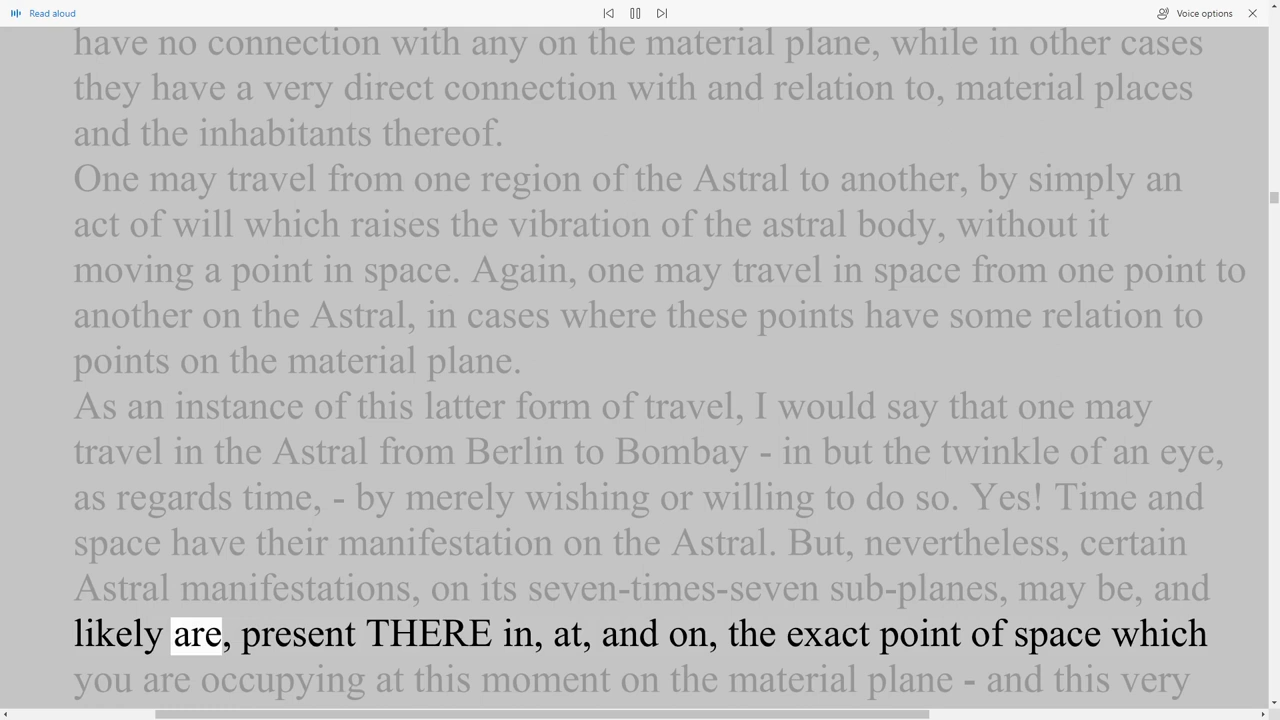 Read aloud
Voice options
have no connection with any on the material plane, while in other cases
they have a very direct connection with and relation to, material places
and the inhabitants thereof.
One may travel from one region of the Astral to another, by simply an
act of will which raises the vibration of the astral body, without it
moving a point in space. Again, one may travel in space from one point to
another on the Astral, in cases where these points have some relation to
points on the material plane.
As an instance of this latter form of travel, I would say that one may
travel in the Astral from Berlin to Bombay - in but the twinkle of an eye,
as regards time, - by merely wishing or willing to do so. Yes! Time and
space have their manifestation on the Astral. But, nevertheless, certain
Astral manifestations, on its seven-times-seven sub-planes, may be, and
likely are, present THERE in, at, and on, the exact point of space which
you are occupying at this moment on the material plane - and this very